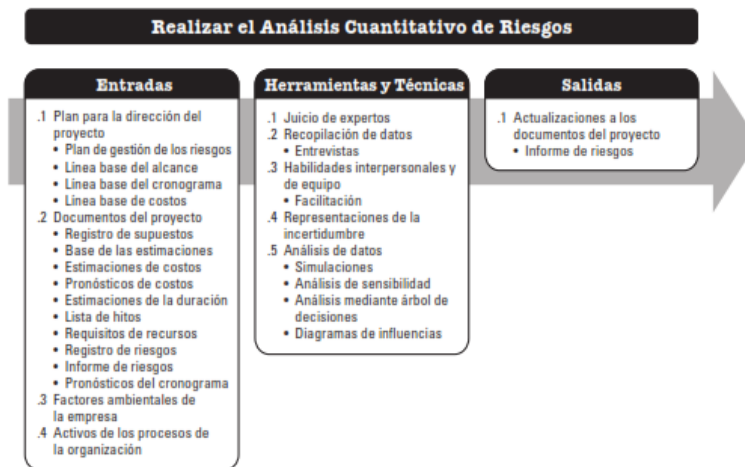 Realizar el Análisis Cuantitativo de Riesgos
Entradas
.1 Plan para la dirección del
proyecto
• Plan de gestión de los riesgos
• Línea base del alcance
• Línea base del cronograma
• Línea base de costos
.2 Documentos del proyecto
• Registro de supuestos
• Base de las estimaciones
• Estimaciones de costos
• Pronósticos de costos
• Estimaciones de la duración
• Lista de hitos
• Requisitos de recursos
• Registro de riesgos
• Informe de riesgos
• Pronósticos del cronograma
.3 Factores ambientales de
la empresa
.4 Activos de los procesos de
la organización
Herramientas y Técnicas
.1 Juicio de expertos
.2 Recopilación de datos
• Entrevistas
.3 Habilidades interpersonales y
de equipo
• Facilitación
.4 Representaciones de la
incertidumbre
.5 Análisis de datos
• Simulaciones
• Análisis de sensibilidad
• Análisis mediante árbol de
decisiones
• Diagramas de influencias
Salidas
.1 Actualizaciones a los
documentos del proyecto
• Informe de riesgos